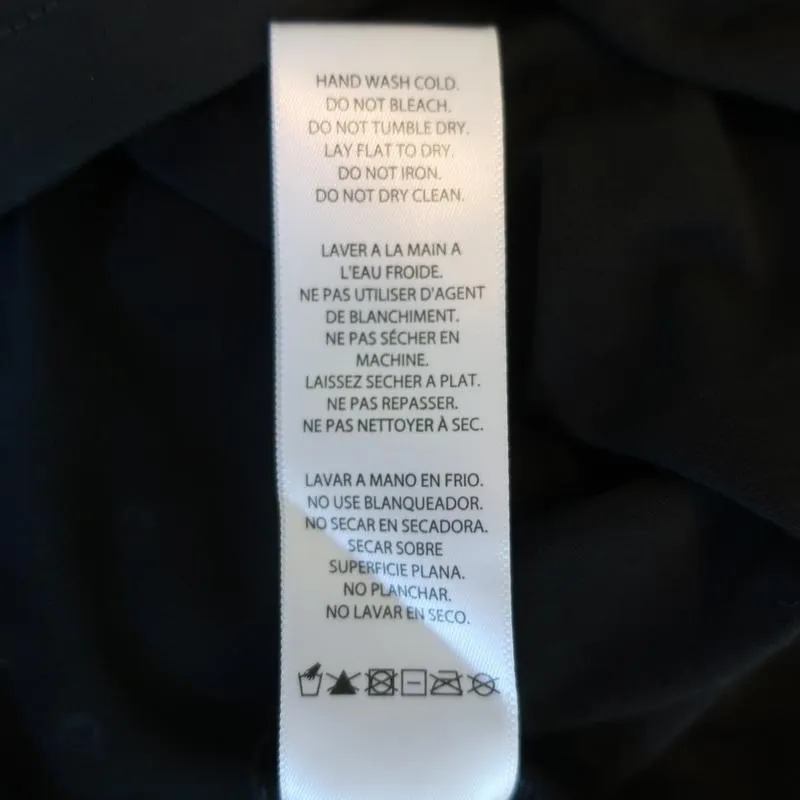 HAND WASH COLD.
DO NOT BLEACH.
DO NOT TUMBLE DRY.
LAY FLAT TO DRY.
DO NOT IRON.
DO NOT DRY CLEAN.
LAVER A LA MAIN A
L'EAU FROIDE.
NE PAS UTILISER D'AGENT
DE BLANCHIMENT.
NE PAS SÉCHER EN
MACHINE.
LAISSEZ SECHER A PLAT.
NE PAS REPASSER.
NE PAS NETTOYER À SEC.
LAVAR A MANO EN FRIO.
NO USE BLANQUEADOR.
NO SECAR EN SECADORA.
SECAR SOBRE
SUPERFICIE PLANA.
NO PLANCHAR.
NO LAVAR EN SECO.